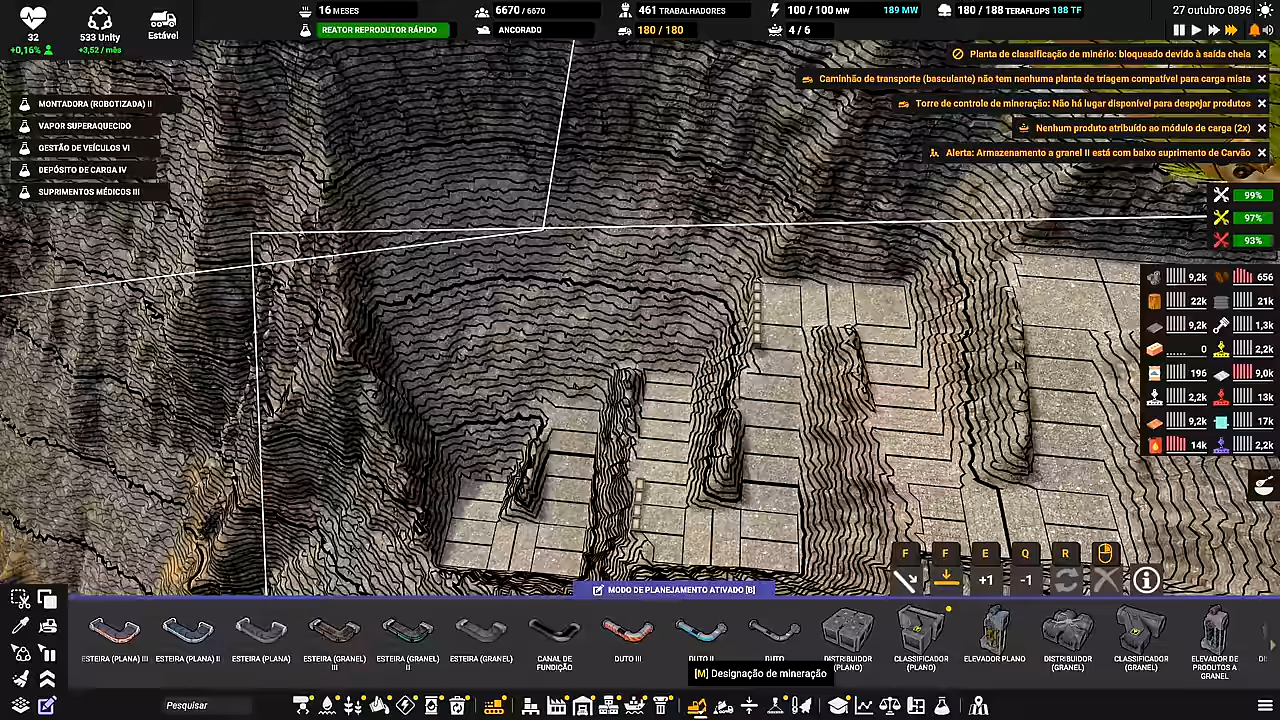 32
+0,16%
533 Unity
+3,52 / mês
Estável
16 MESES
REATOR REPRODUTOR RÁPIDO
6670 / 6670
ANCORADO
461 TRABALHADORES
180 / 180
100 / 100 MW 189 MW
4 / 6
180 / 188 TERAFLOPS 188 TF
27 outubro 0896
Planta de classificação de minério: bloqueado devido à saída cheia
Caminhão de transporte (basculante) não tem nenhuma planta de triagem compatível para carga mista
Torre de controle de mineração: Não há lugar disponível para despejar produtos
Nenhum produto atribuído ao módulo de carga (2x)
Alerta: Armazenamento a granel II está com baixo suprimento de Carvão
MONTADORA (ROBOTIZADA) II
VAPOR SUPERAQUECIDO
GESTÃO DE VEÍCULOS VI
DEPÓSITO DE CARGA IV
SUPRIMENTOS MÉDICOS III
99%
97%
93%
9,2k 656
22k 21k
9,2k 1,3k
0 2,2k
196 9,0k
2,2k 13k
9,2k 17k
14k 2,2k
F F E Q R
+1 -1
MODO DE PLANEJAMENTO ATIVADO [B]
ESTEIRA (PLANA) III
ESTEIRA (PLANA) II
ESTEIRA (PLANA)
ESTEIRA (GRANEL) III
ESTEIRA (GRANEL) II
ESTEIRA (GRANEL)
CANAL DE FUNDIÇÃO
DUTO III
DUTO II
DUTO
DISTRIBUIDOR (PLANO)
CLASSIFICADOR (PLANO)
ELEVADOR PLANO
DISTRIBUIDOR (GRANEL)
CLASSIFICADOR (GRANEL)
ELEVADOR DE PRODUTOS A GRANEL
[M] Designação de mineração
Pesquisar